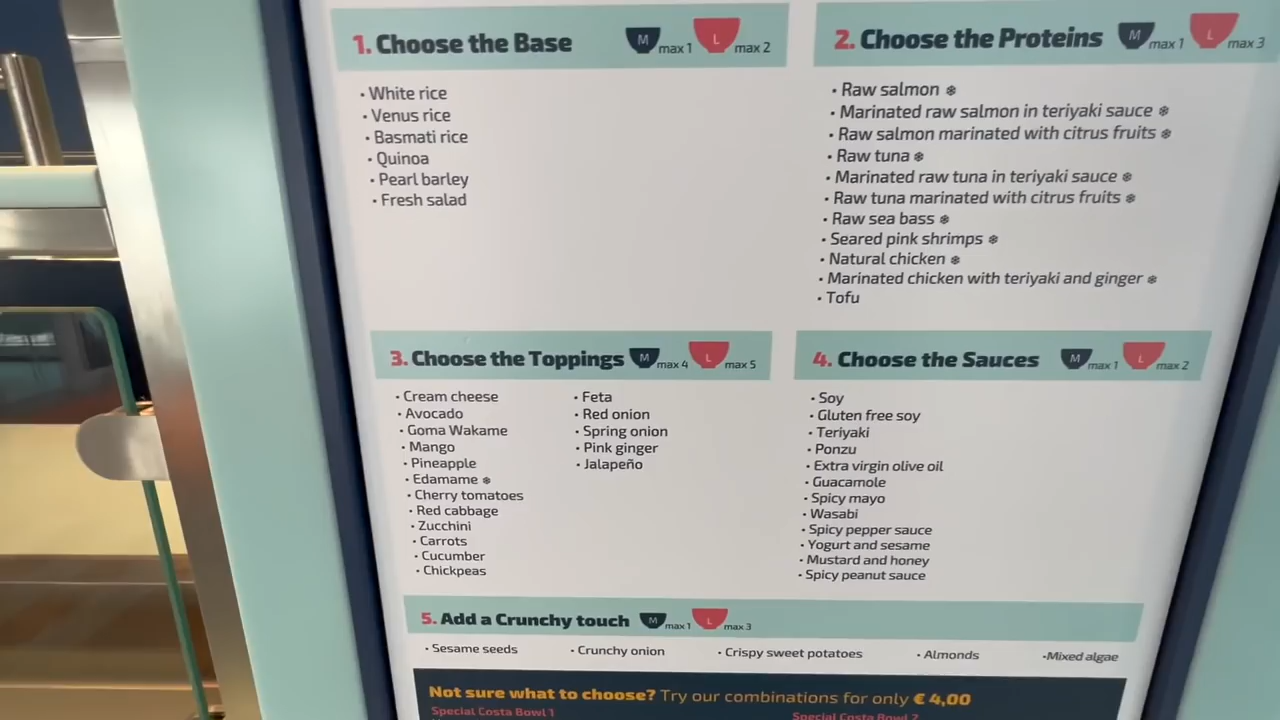 1. Choose the Base M max 1 L max 2
• White rice
• Venus rice
• Basmati rice
• Quinoa
• Pearl barley
• Fresh salad
2. Choose the Proteins M max 1 L max 3
• Raw salmon ❄
• Marinated raw salmon in teriyaki sauce ❄
• Raw salmon marinated with citrus fruits ❄
• Raw tuna ❄
• Marinated raw tuna in teriyaki sauce ❄
• Raw tuna marinated with citrus fruits ❄
• Raw sea bass ❄
• Seared pink shrimps ❄
• Natural chicken ❄
• Marinated chicken with teriyaki and ginger ❄
• Tofu
3. Choose the Toppings M max 4 L max 5
• Cream cheese
• Avocado
• Goma Wakame
• Mango
• Pineapple
• Edamame ❄
• Cherry tomatoes
• Red cabbage
• Zucchini
• Carrots
• Cucumber
• Chickpeas
• Feta
• Red onion
• Spring onion
• Pink ginger
• Jalapeño
4. Choose the Sauces M max 1 L max 2
• Soy
• Gluten free soy
• Teriyaki
• Ponzu
• Extra virgin olive oil
• Guacamole
• Spicy mayo
• Wasabi
• Spicy pepper sauce
• Yogurt and sesame
• Mustard and honey
• Spicy peanut sauce
5. Add a Crunchy touch M max 1 L max 3
• Sesame seeds • Crunchy onion • Crispy sweet potatoes • Almonds •Mixed algae
Not sure what to choose? Try our combinations for only € 4,00
Special Costa Bowl 1 Special Costa Bowl 2